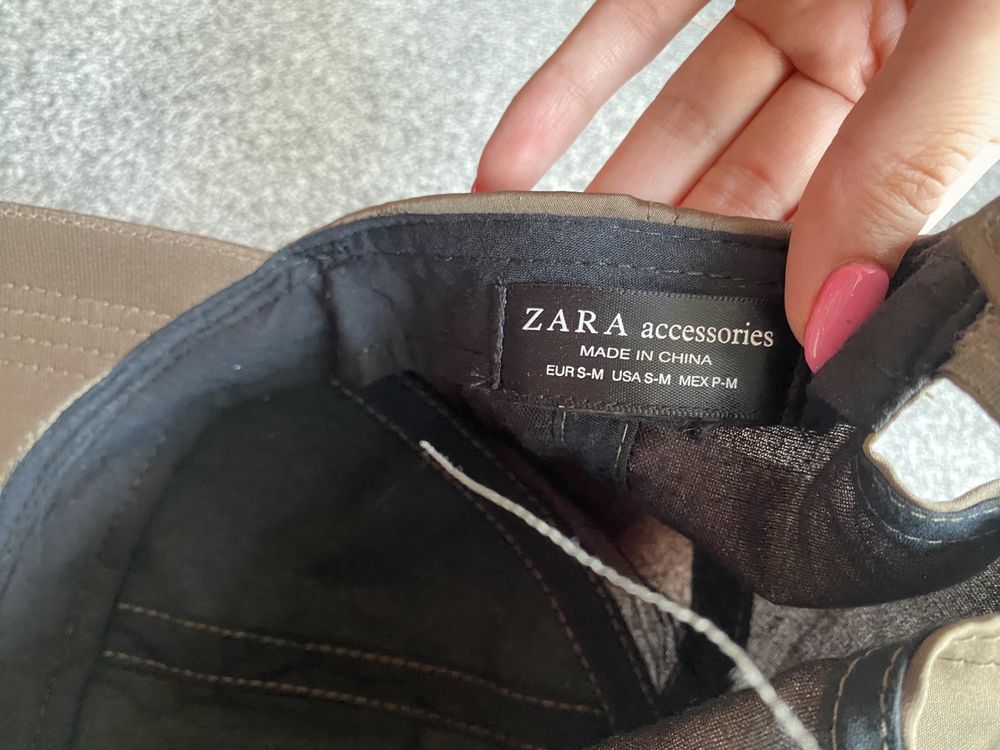 ZARA accessories
MADE IN CHINA
EUR S-M USA S-M MEX P-M